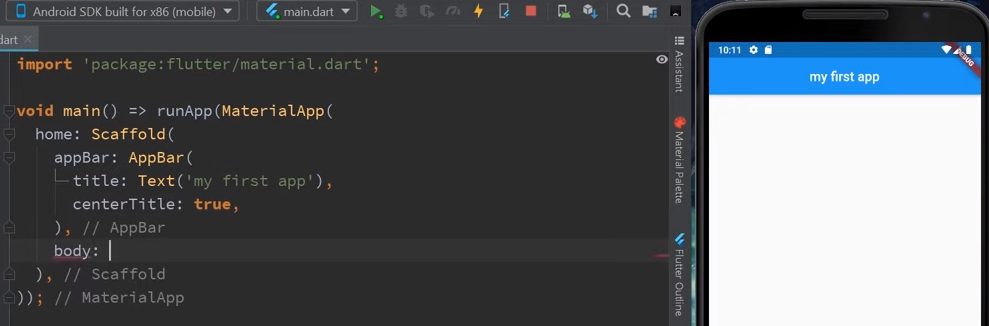 Android SDK built for x86 (mobile)
main.dart
dart
import 'package:flutter/material.dart';
void main() => runApp(MaterialApp(
home: Scaffold(
appBar: AppBar(
title: Text('my first app'),
centerTitle: true,
), // AppBar
body:
), // Scaffold
)); // MaterialApp
Assistant
Material Palette
Flutter Outline
10:11
DEBUG
my first app